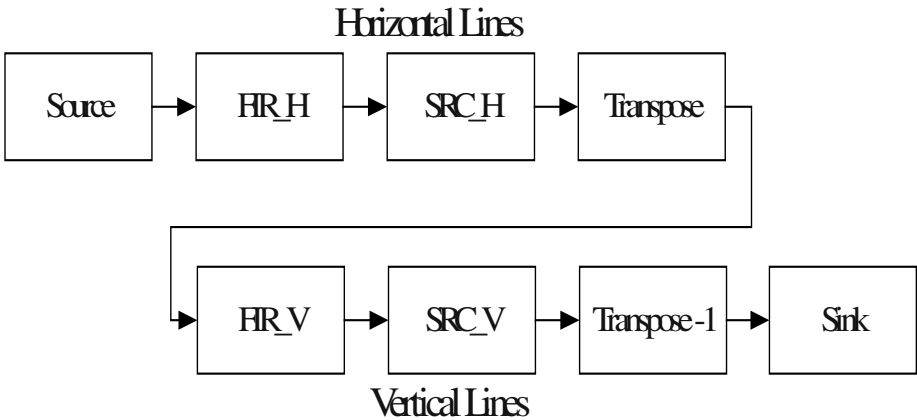 Horizontal Lines
Source
FIR_H
SRC_H
Transpose
FIR_V
SRC_V
Transpose -1
Sink
Vertical Lines